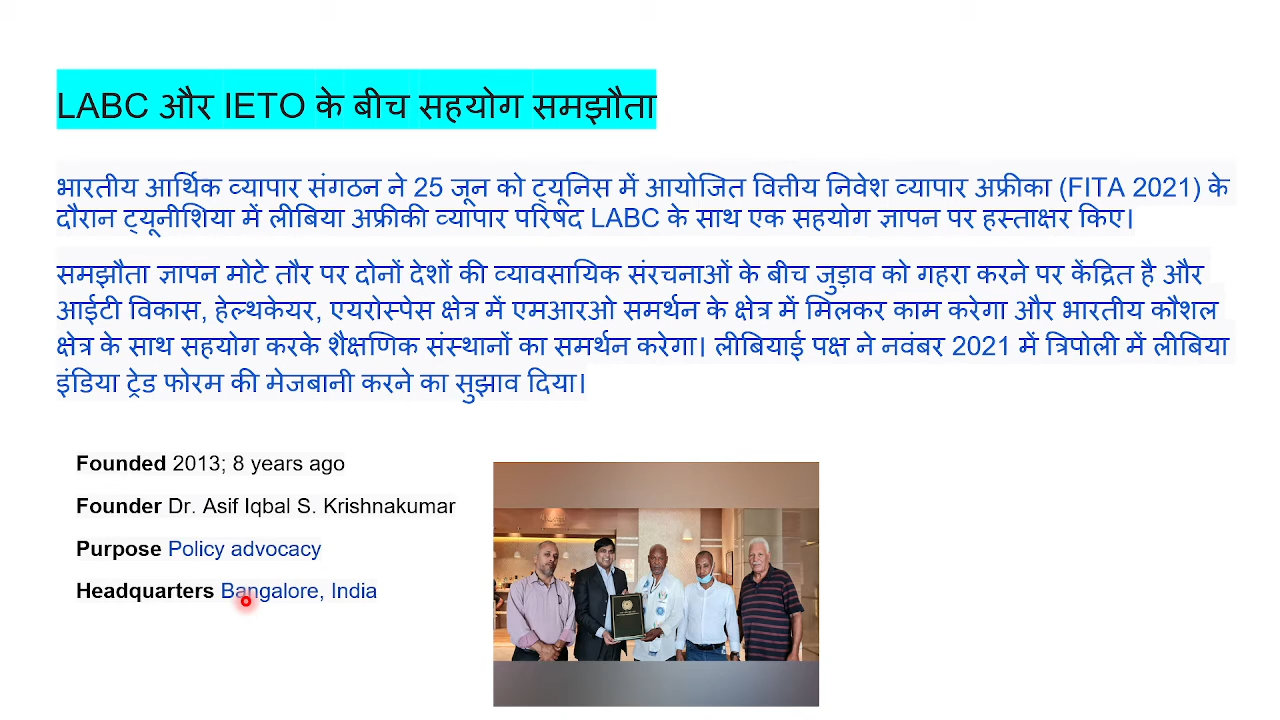 LABC और IETO के बीच सहयोग समझौता
भारतीय आर्थिक व्यापार संगठन ने 25 जून को ट्यूनिस में आयोजित वित्तीय निवेश व्यापार अफ्रीका (FITA 2021) के
दौरान ट्यूनीशिया में लीबिया अफ्रीकी व्यापार परिषद LABC के साथ एक सहयोग ज्ञापन पर हस्ताक्षर किए।
समझौता ज्ञापन मोटे तौर पर दोनों देशों की व्यावसायिक संरचनाओं के बीच जुड़ाव को गहरा करने पर केंद्रित है और
आईटी विकास, हेल्थकेयर, एयरोस्पेस क्षेत्र में एमआरओ समर्थन के क्षेत्र में मिलकर काम करेगा और भारतीय कौशल
क्षेत्र के साथ सहयोग करके शैक्षणिक संस्थानों का समर्थन करेगा। लीबियाई पक्ष ने नवंबर 2021 में त्रिपोली में लीबिया
इंडिया ट्रेड फोरम की मेजबानी करने का सुझाव दिया।
Founded 2013; 8 years ago
Founder Dr. Asif Iqbal S. Krishnakumar
Purpose Policy advocacy
Headquarters Bangalore, India